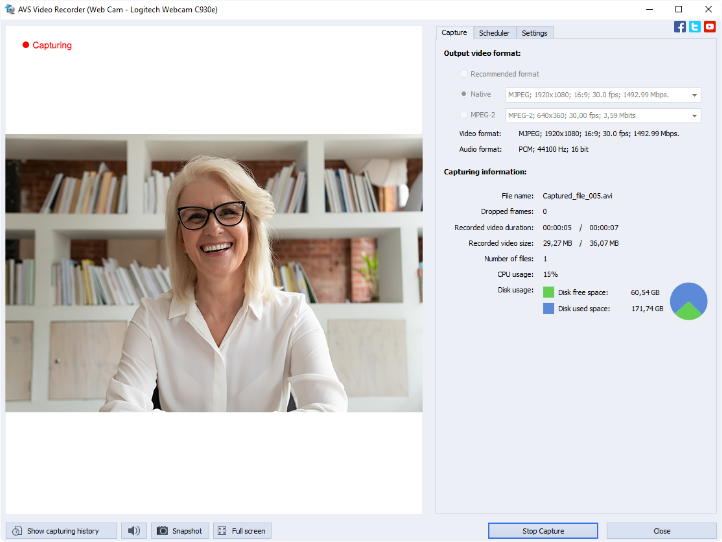 AVS Video Recorder (Web Cam - Logitech Webcam C930e)
Capturing
Capture Scheduler Settings
Output video format:
Recommended format
Native MJPEG; 1920x1080; 16:9; 30.0 fps; 1492.99 Mbps.
MPEG-2 MPEG-2; 640x360; 30,00 fps; 3,59 Mbits
Video format: MJPEG; 1920x1080; 16:9; 30.0 fps; 1492.99 Mbps.
Audio format: PCM; 44100 Hz; 16 bit
Capturing information:
File name: Captured_file_005.avi
Dropped frames: 0
Recorded video duration: 00:00:05 / 00:00:07
Recorded video size: 29,27 MB / 36,07 MB
Number of files: 1
CPU usage: 15%
Disk usage: Disk free space: 60,54 GB
Disk used space: 171,74 GB
Show capturing history Snapshot Full screen Stop Capture Close